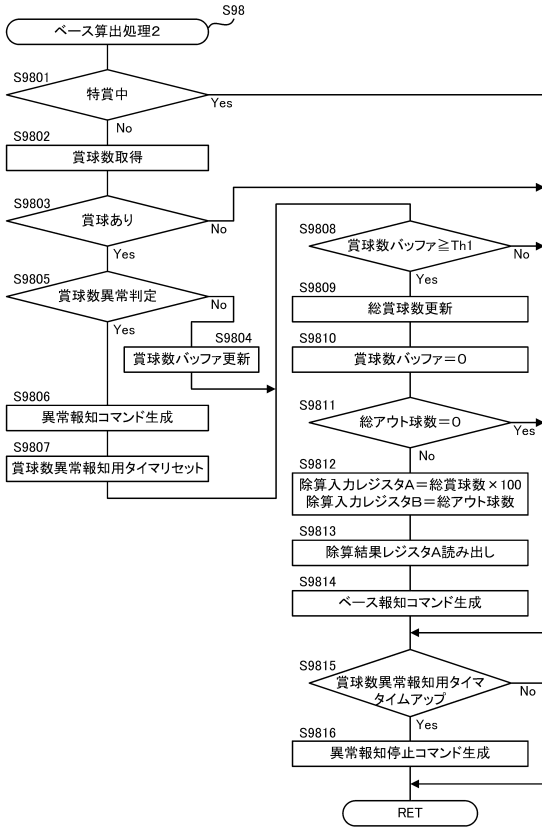 S98
ベース算出処理2
S9801
特賞中
Yes
No
S9802
賞球数取得
S9803
賞球あり
No
Yes
S9805
賞球数異常判定
No
Yes
S9804
賞球数バッファ更新
S9806
異常報知コマンド生成
S9807
賞球数異常報知用タイマリセット
S9808
賞球数バッファ≧Th1
No
Yes
S9809
総賞球数更新
S9810
賞球数バッファ＝0
S9811
総アウト球数＝0
Yes
No
S9812
除算入力レジスタA＝総賞球数×100
除算入力レジスタB＝総アウト球数
S9813
除算結果レジスタA読み出し
S9814
ベース報知コマンド生成
S9815
賞球数異常報知用タイマ
タイムアップ
No
Yes
S9816
異常報知停止コマンド生成
RET